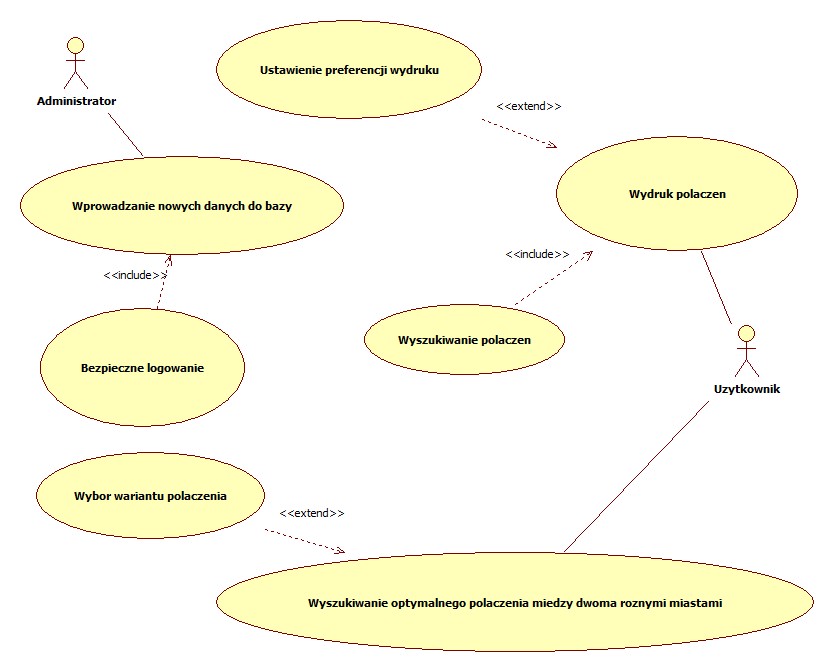 Ustawienie preferencji wydruku
Administrator
<<extend>>
Wydruk polaczen
Wprowadzanie nowych danych do bazy
<<include>>
<<include>>
Wyszukiwanie polaczen
Bezpieczne logowanie
Uzytkownik
Wybor wariantu polaczenia
<<extend>>
Wyszukiwanie optymalnego polaczenia miedzy dwoma roznymi miastami